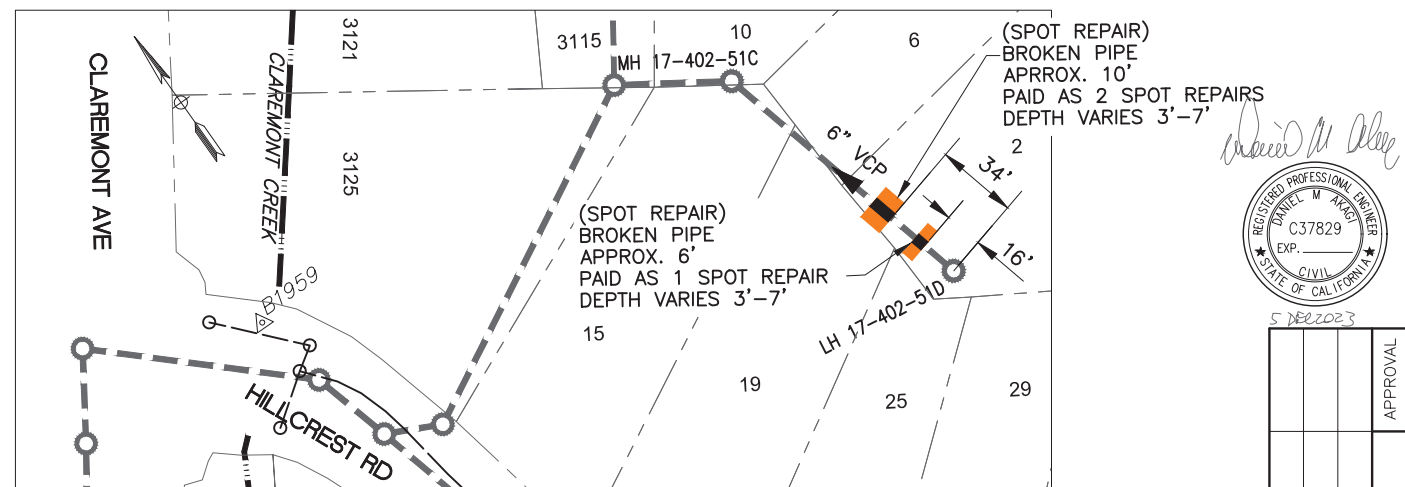 3121
3115
10
6
(SPOT REPAIR)
BROKEN PIPE
APRROX. 10'
PAID AS 2 SPOT REPAIRS
DEPTH VARIES 3'-7'
MH 17-402-51C
CLAREMONT AVE
CLAREMONT CREEK
3125
6" VCP
2
34'
16'
(SPOT REPAIR)
BROKEN PIPE
APPROX. 6'
PAID AS 1 SPOT REPAIR
DEPTH VARIES 3'-7'
REGISTERED PROFESSIONAL ENGINEER
DANIEL M AKAGI
C37829
EXP.
CIVIL
STATE OF CALIFORNIA
5 DEC 2023
B1959
LH 17-402-51D
15
19
25
29
HILLCREST RD
APPROVAL